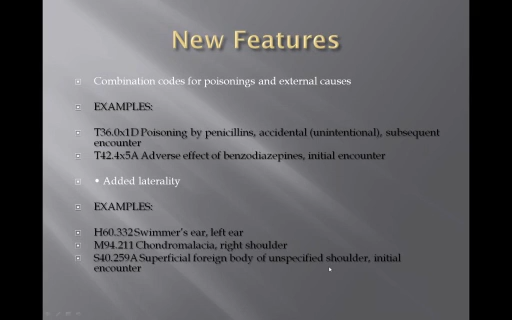 New Features
Combination codes for poisonings and external causes
EXAMPLES:
T36.0x1D Poisoning by penicillins, accidental (unintentional), subsequent
encounter
T42.4x5A Adverse effect of benzodiazepines, initial encounter
• Added laterality
EXAMPLES:
H60.332 Swimmer's ear, left ear
M94.211 Chondromalacia, right shoulder
S40.259A Superficial foreign body of unspecified shoulder, initial
encounter